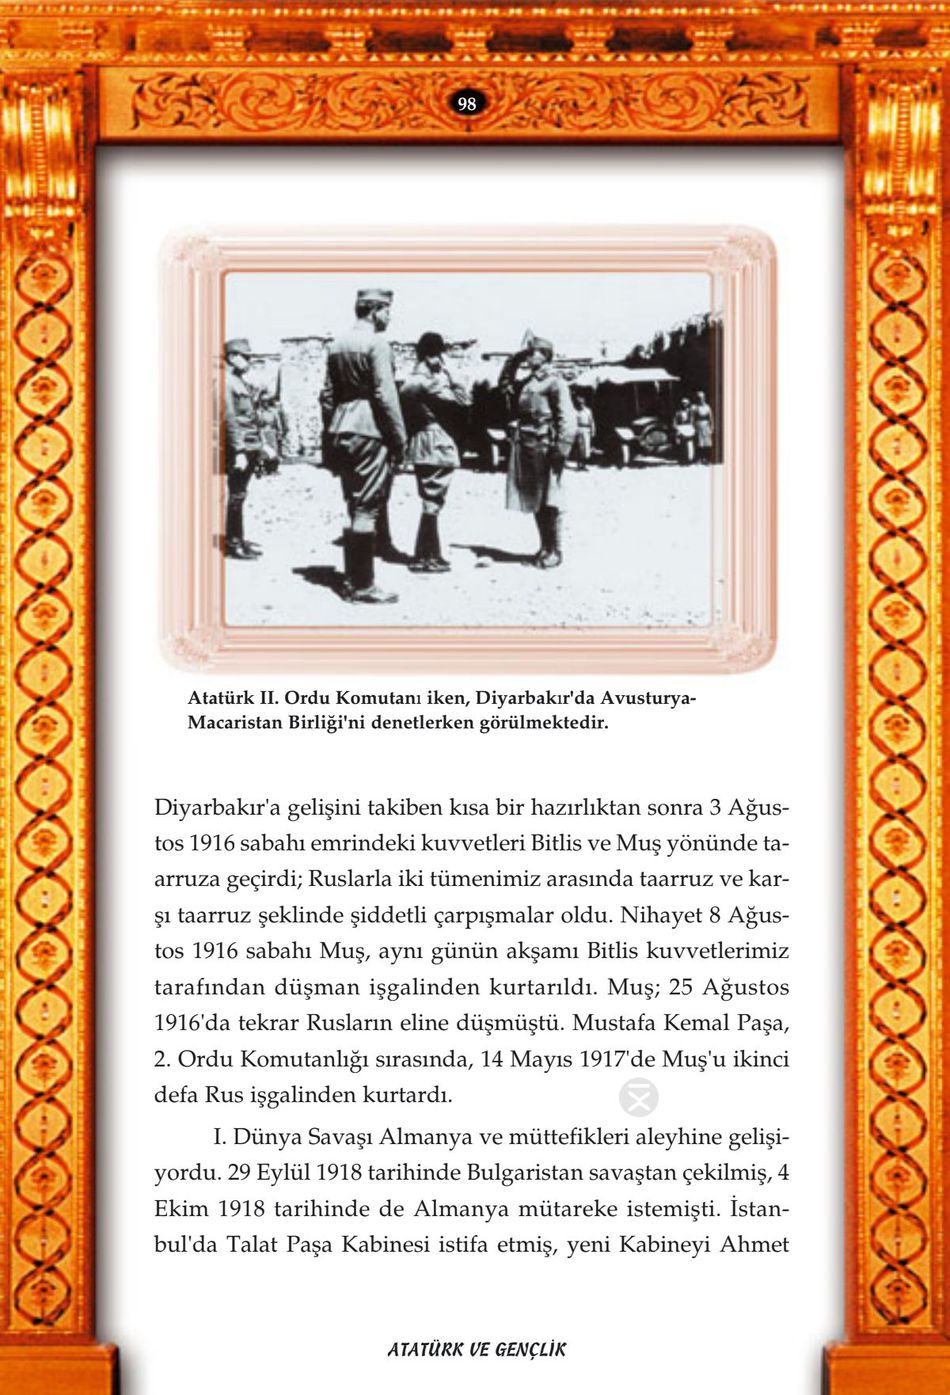 98
Atatürk II. Ordu Komutanı iken, Diyarbakır'da Avusturya-
Macaristan Birliği'ni denetlerken görülmektedir.
Diyarbakır'a gelişini takiben kısa bir hazırlıktan sonra 3 Ağus-
tos 1916 sabahı emrindeki kuvvetleri Bitlis ve Muş yönünde ta-
arruza geçirdi; Ruslarla iki tümenimiz arasında taarruz ve kar-
şı taarruz şeklinde şiddetli çarpışmalar oldu. Nihayet 8 Ağus-
tos 1916 sabahı Muş, aynı günün akşamı Bitlis kuvvetlerimiz
tarafından düşman işgalinden kurtarıldı. Muş; 25 Ağustos
1916'da tekrar Rusların eline düşmüştü. Mustafa Kemal Paşa,
2. Ordu Komutanlığı sırasında, 14 Mayıs 1917'de Muş'u ikinci
defa Rus işgalinden kurtardı.
I. Dünya Savaşı Almanya ve müttefikleri aleyhine gelişi-
yordu. 29 Eylül 1918 tarihinde Bulgaristan savaştan çekilmiş, 4
Ekim 1918 tarihinde de Almanya mütareke istemişti. İstan-
bul'da Talat Paşa Kabinesi istifa etmiş, yeni Kabineyi Ahmet
ATATÜRK VE GENÇLİK